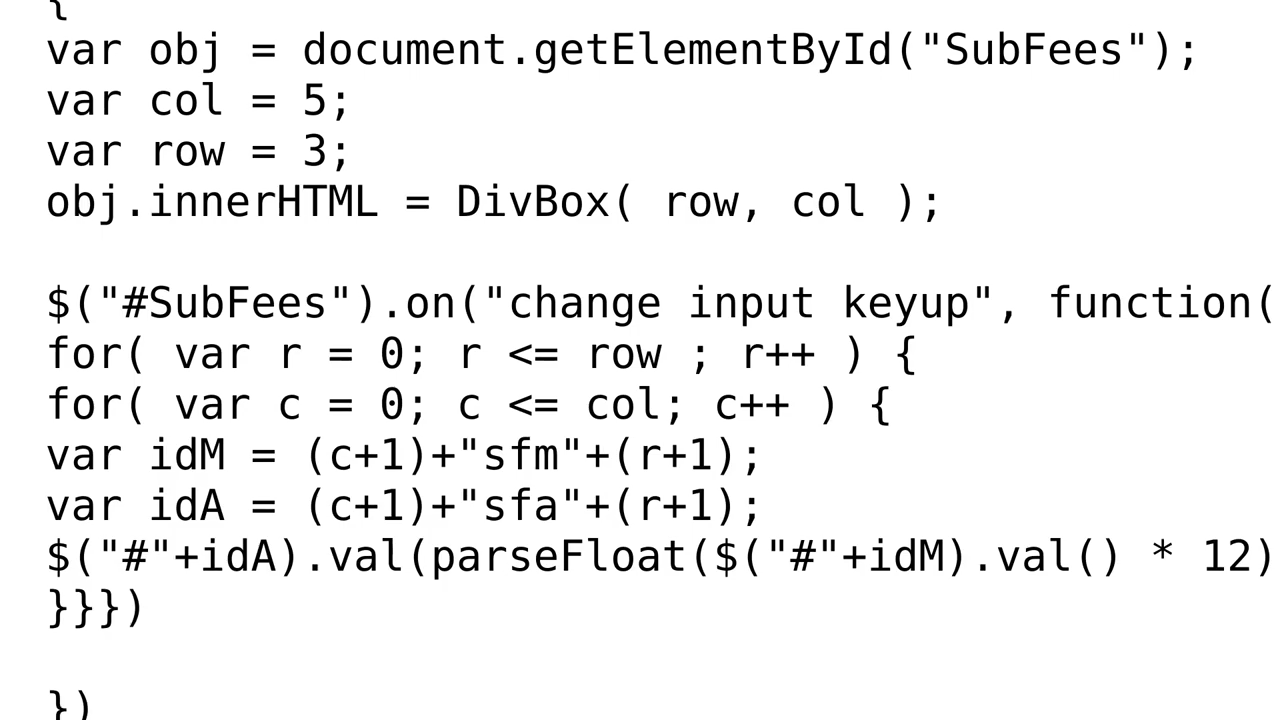 {
var obj = document.getElementById("SubFees");
var col = 5;
var row = 3;
obj.innerHTML = DivBox( row, col );
$("#SubFees").on("change input keyup", function(
for( var r = 0; r <= row ; r++ ) {
for( var c = 0; c <= col; c++ ) {
var idM = (c+1)+"sfm"+(r+1);
var idA = (c+1)+"sfa"+(r+1);
$("#"+idA).val(parseFloat($("#"+idM).val() * 12)
}}})
})